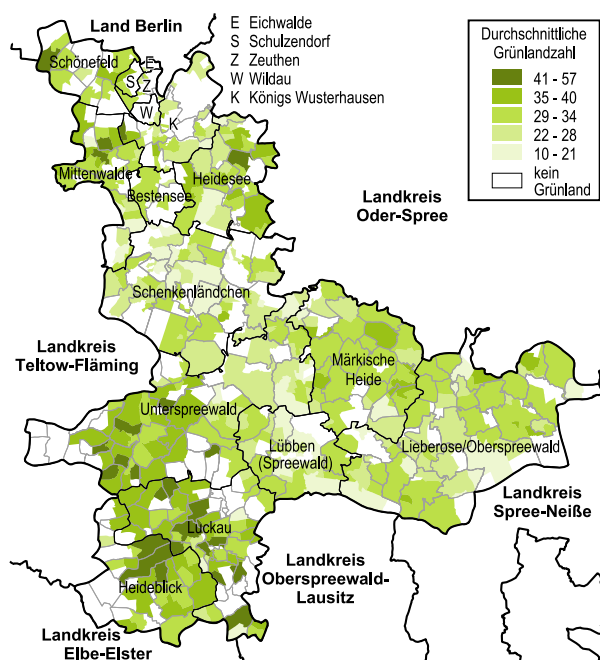 Land Berlin
E Eichwalde
S Schulzendorf
Z Zeuthen
W Wildau
K Königs Wusterhausen
Durchschnittliche
Grünlandzahl
41 - 57
35 - 40
29 - 34
22 - 28
10 - 21
kein
Grünland
Schönefeld
E
S
Z
W
K
Mittenwalde
Bestensee
Heidesee
Landkreis
Oder-Spree
Schenkenländchen
Landkreis
Teltow-Fläming
Märkische
Heide
Unterspreewald
Lübben
(Spreewald)
Lieberose/Oberspreewald
Landkreis
Spree-Neiße
Luckau
Landkreis
Oberspreewald-
Lausitz
Heideblick
Landkreis
Elbe-Elster